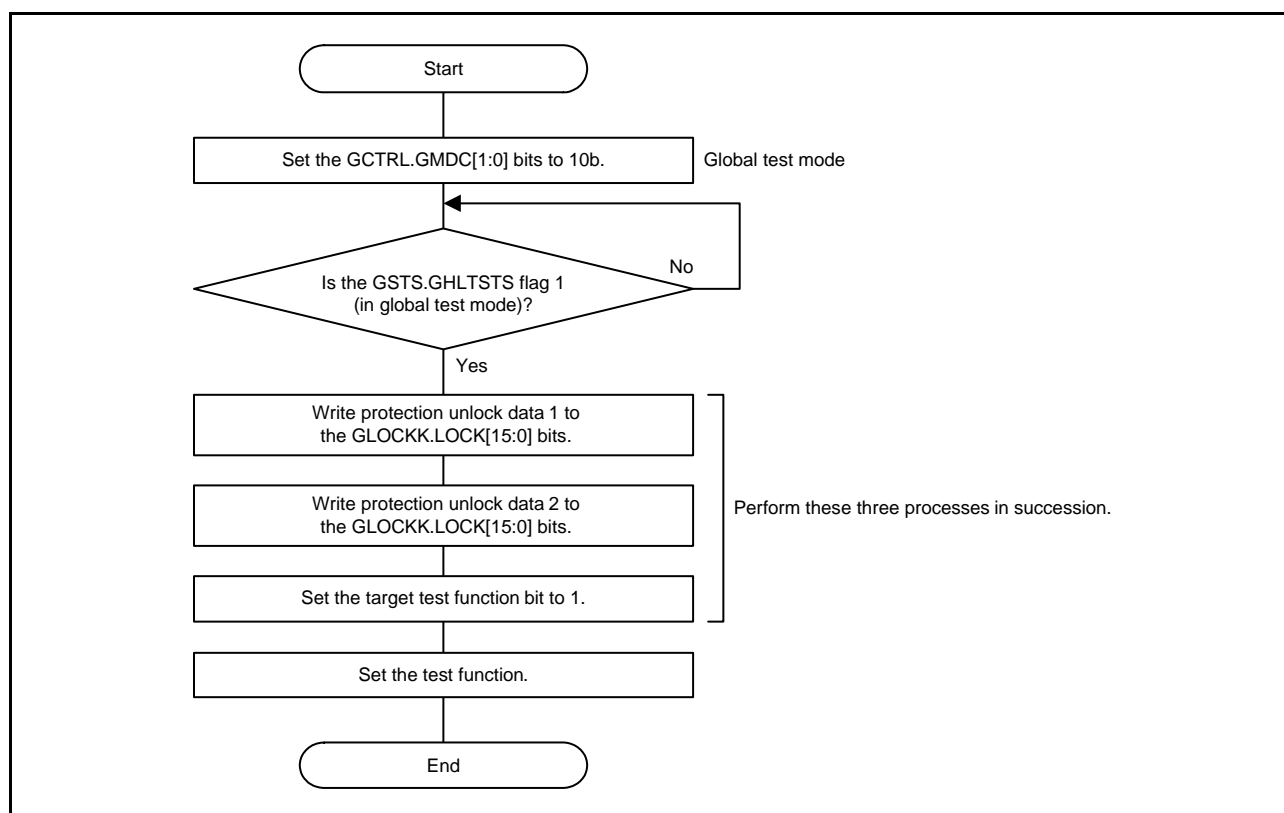 Start
Set the GCTRL.GMDC[1:0] bits to 10b.
Global test mode
No
Is the GSTS.GHLTSTS flag 1
(in global test mode)?
Yes
Write protection unlock data 1 to
the GLOCKK.LOCK[15:0] bits.
Write protection unlock data 2 to
the GLOCKK.LOCK[15:0] bits.
Perform these three processes in succession.
Set the target test function bit to 1.
Set the test function.
End